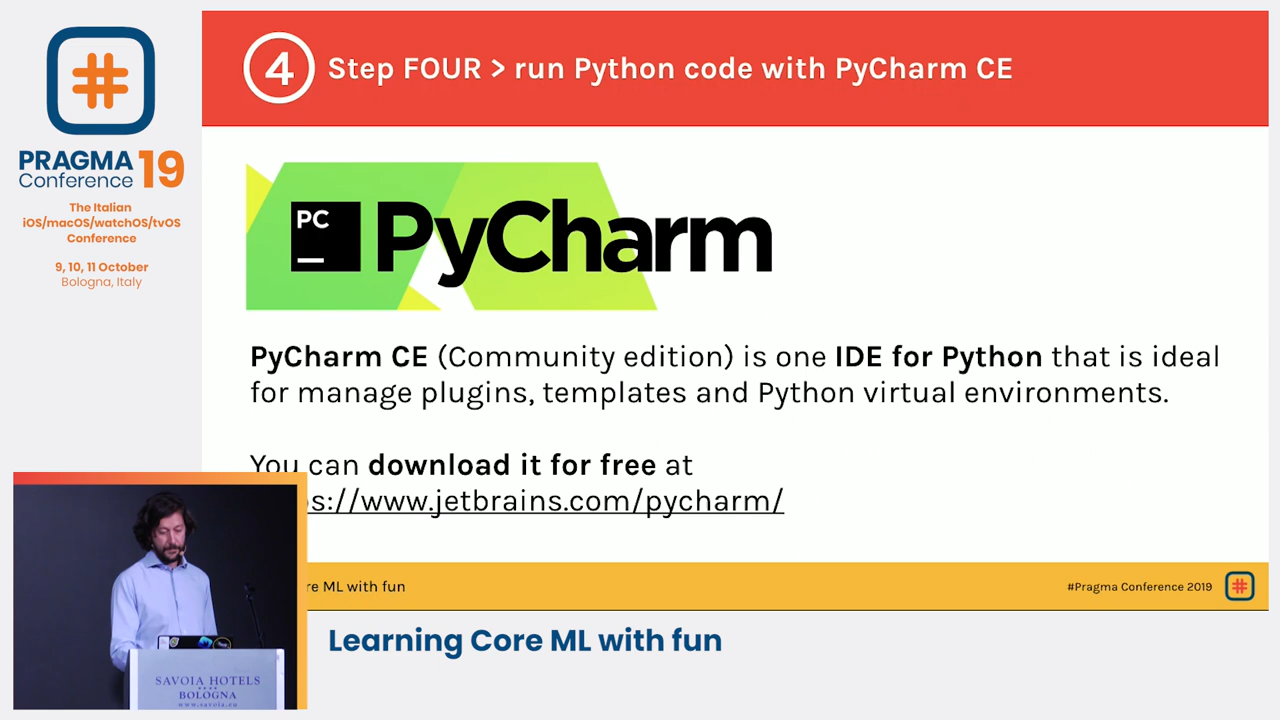 #
PRAGMA 19
Conference
The Italian
iOS/macOS/watchOS/tvOS
Conference
9, 10, 11 October
Bologna, Italy
4 Step FOUR > run Python code with PyCharm CE
PC PyCharm
PyCharm CE (Community edition) is one IDE for Python that is ideal
for manage plugins, templates and Python virtual environments.
You can download it for free at
s://www.jetbrains.com/pycharm/
re ML with fun
#Pragma Conference 2019 #
SAVOIA HOTELS
BOLOGNA
www.savoia.eu
Learning Core ML with fun